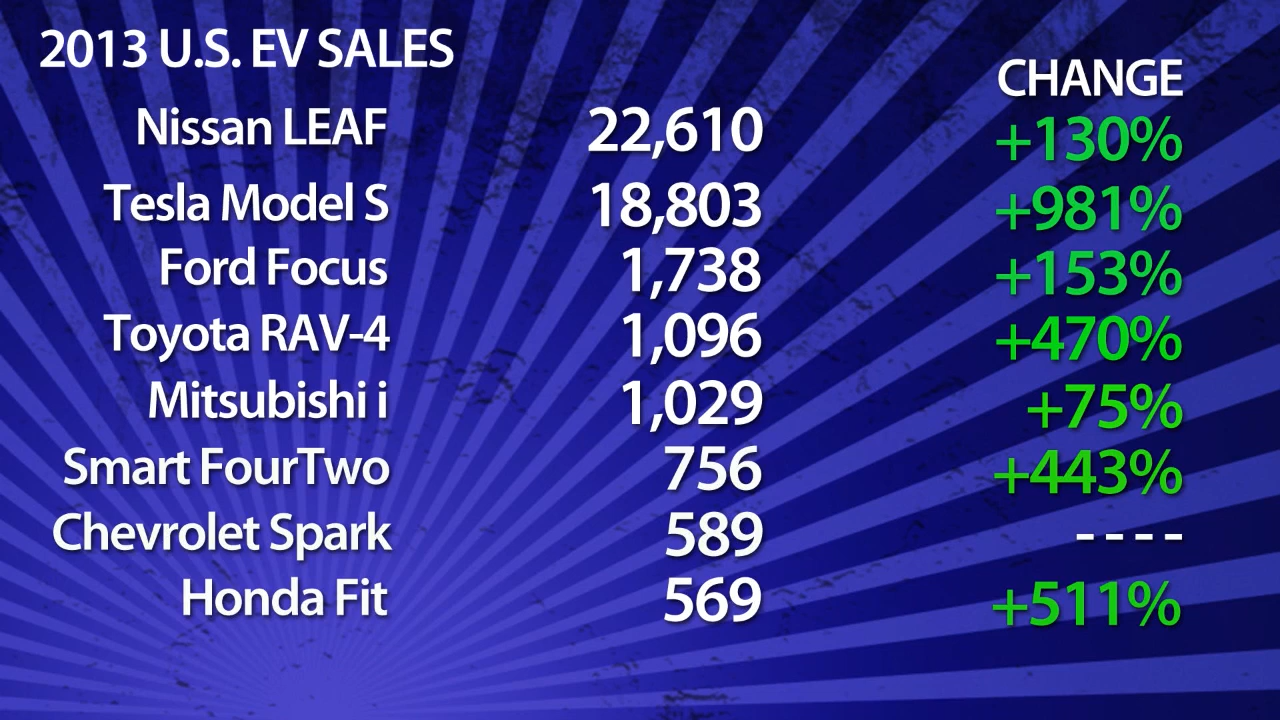 2013 U.S. EV SALES
CHANGE
Nissan LEAF 22,610 +130%
Tesla Model S 18,803 +981%
Ford Focus 1,738 +153%
Toyota RAV-4 1,096 +470%
Mitsubishi i 1,029 +75%
Smart FourTwo 756 +443%
Chevrolet Spark 589 ----
Honda Fit 569 +511%